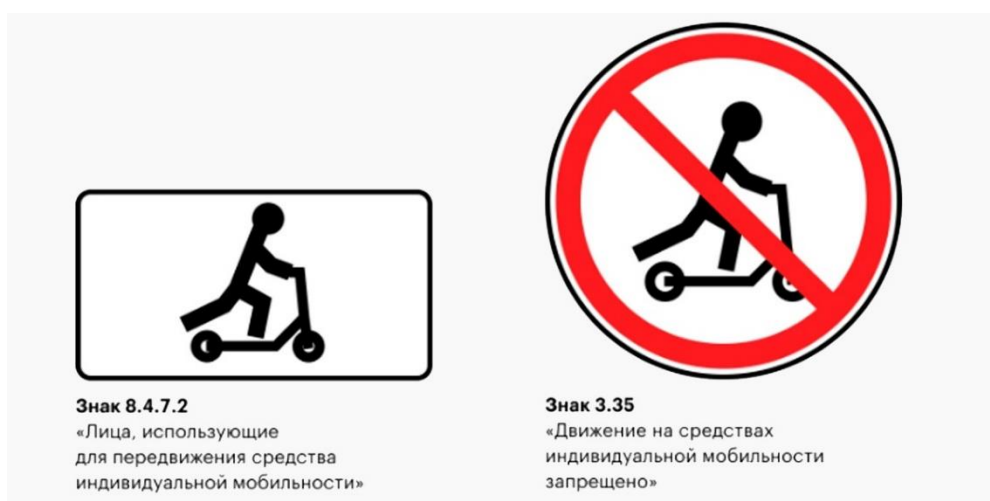 Знак 8.4.7.2
«Лица, использующие
для передвижения средства
индивидуальной мобильности»
Знак 3.35
«Движение на средствах
индивидуальной мобильности
запрещено»